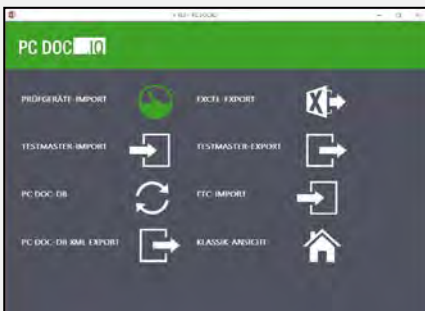 PC DOC IQ
PRÜFGERÄTE-IMPORT
EXCEL-EXPORT
X
TESTMASTER-IMPORT
TESTMASTER-EXPORT
PC DOC-DB
ETC-IMPORT
PC DOC-DB XML EXPORT
KLASSIK-ANSICHT